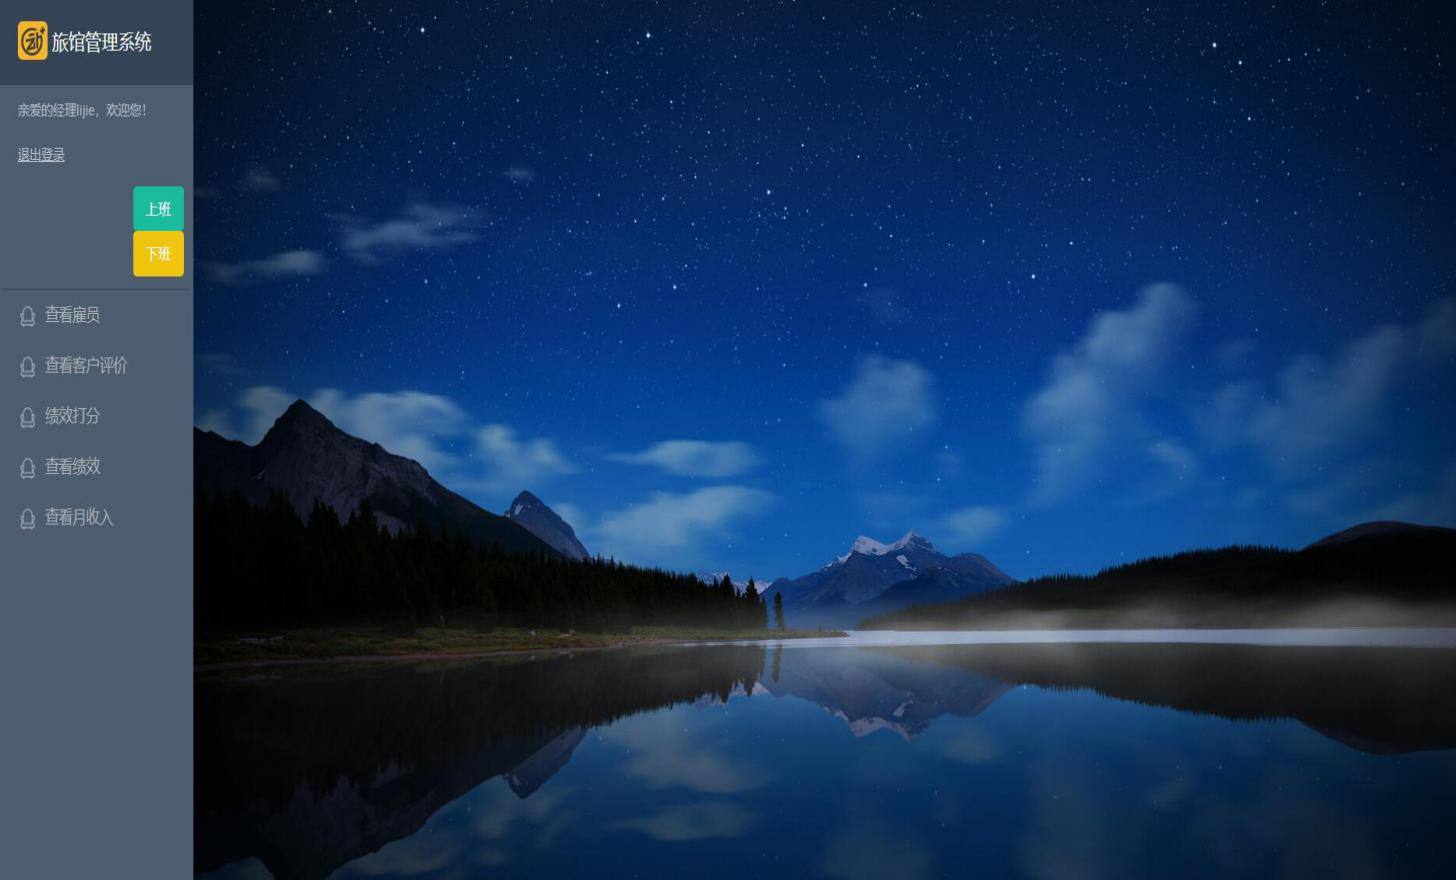 动
旅馆管理系统
亲爱的经理lijie，欢迎您！
退出登录
上班
下班
查看雇员
查看客户评价
绩效打分
查看绩效
查看月收入